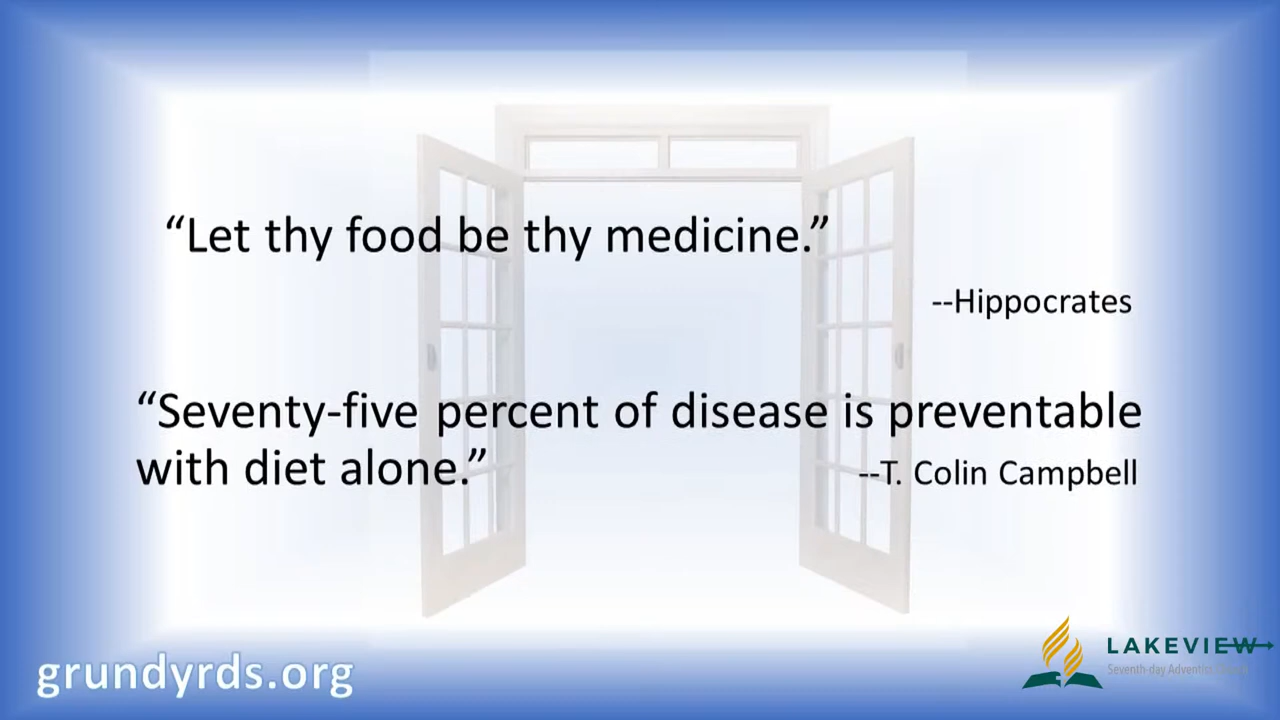 “Let thy food be thy medicine.”
--Hippocrates
“Seventy-five percent of disease is preventable
with diet alone.”
--T. Colin Campbell
grundyrds.org
LAKEVIEW
Seventh-day Adventist Church